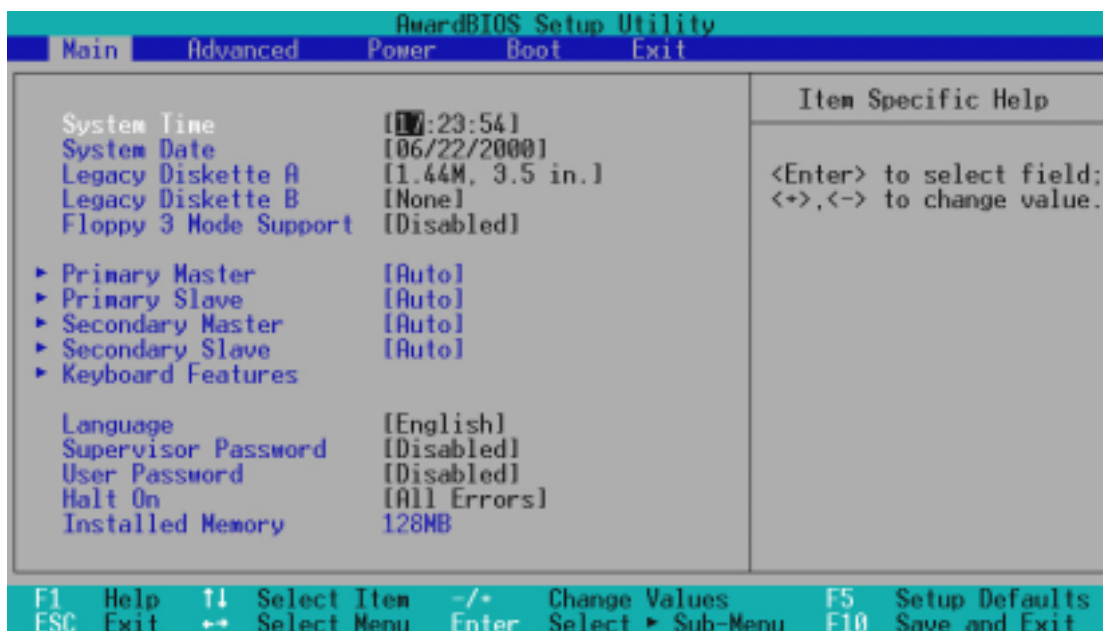 AwardBIOS Setup Utility
Main Advanced Power Boot Exit
Item Specific Help
System Time [17:23:54]
System Date [06/22/2000]
Legacy Diskette A [1.44M, 3.5 in.]
Legacy Diskette B [None]
Floppy 3 Mode Support [Disabled]
<Enter> to select field;
<+>,<-> to change value.
▶ Primary Master [Auto]
▶ Primary Slave [Auto]
▶ Secondary Master [Auto]
▶ Secondary Slave [Auto]
▶ Keyboard Features
Language [English]
Supervisor Password [Disabled]
User Password [Disabled]
Halt On [All Errors]
Installed Memory 128MB
F1 Help ↑↓ Select Item -/+ Change Values F5 Setup Defaults
ESC Exit ←→ Select Menu Enter Select ▶ Sub-Menu F10 Save and Exit